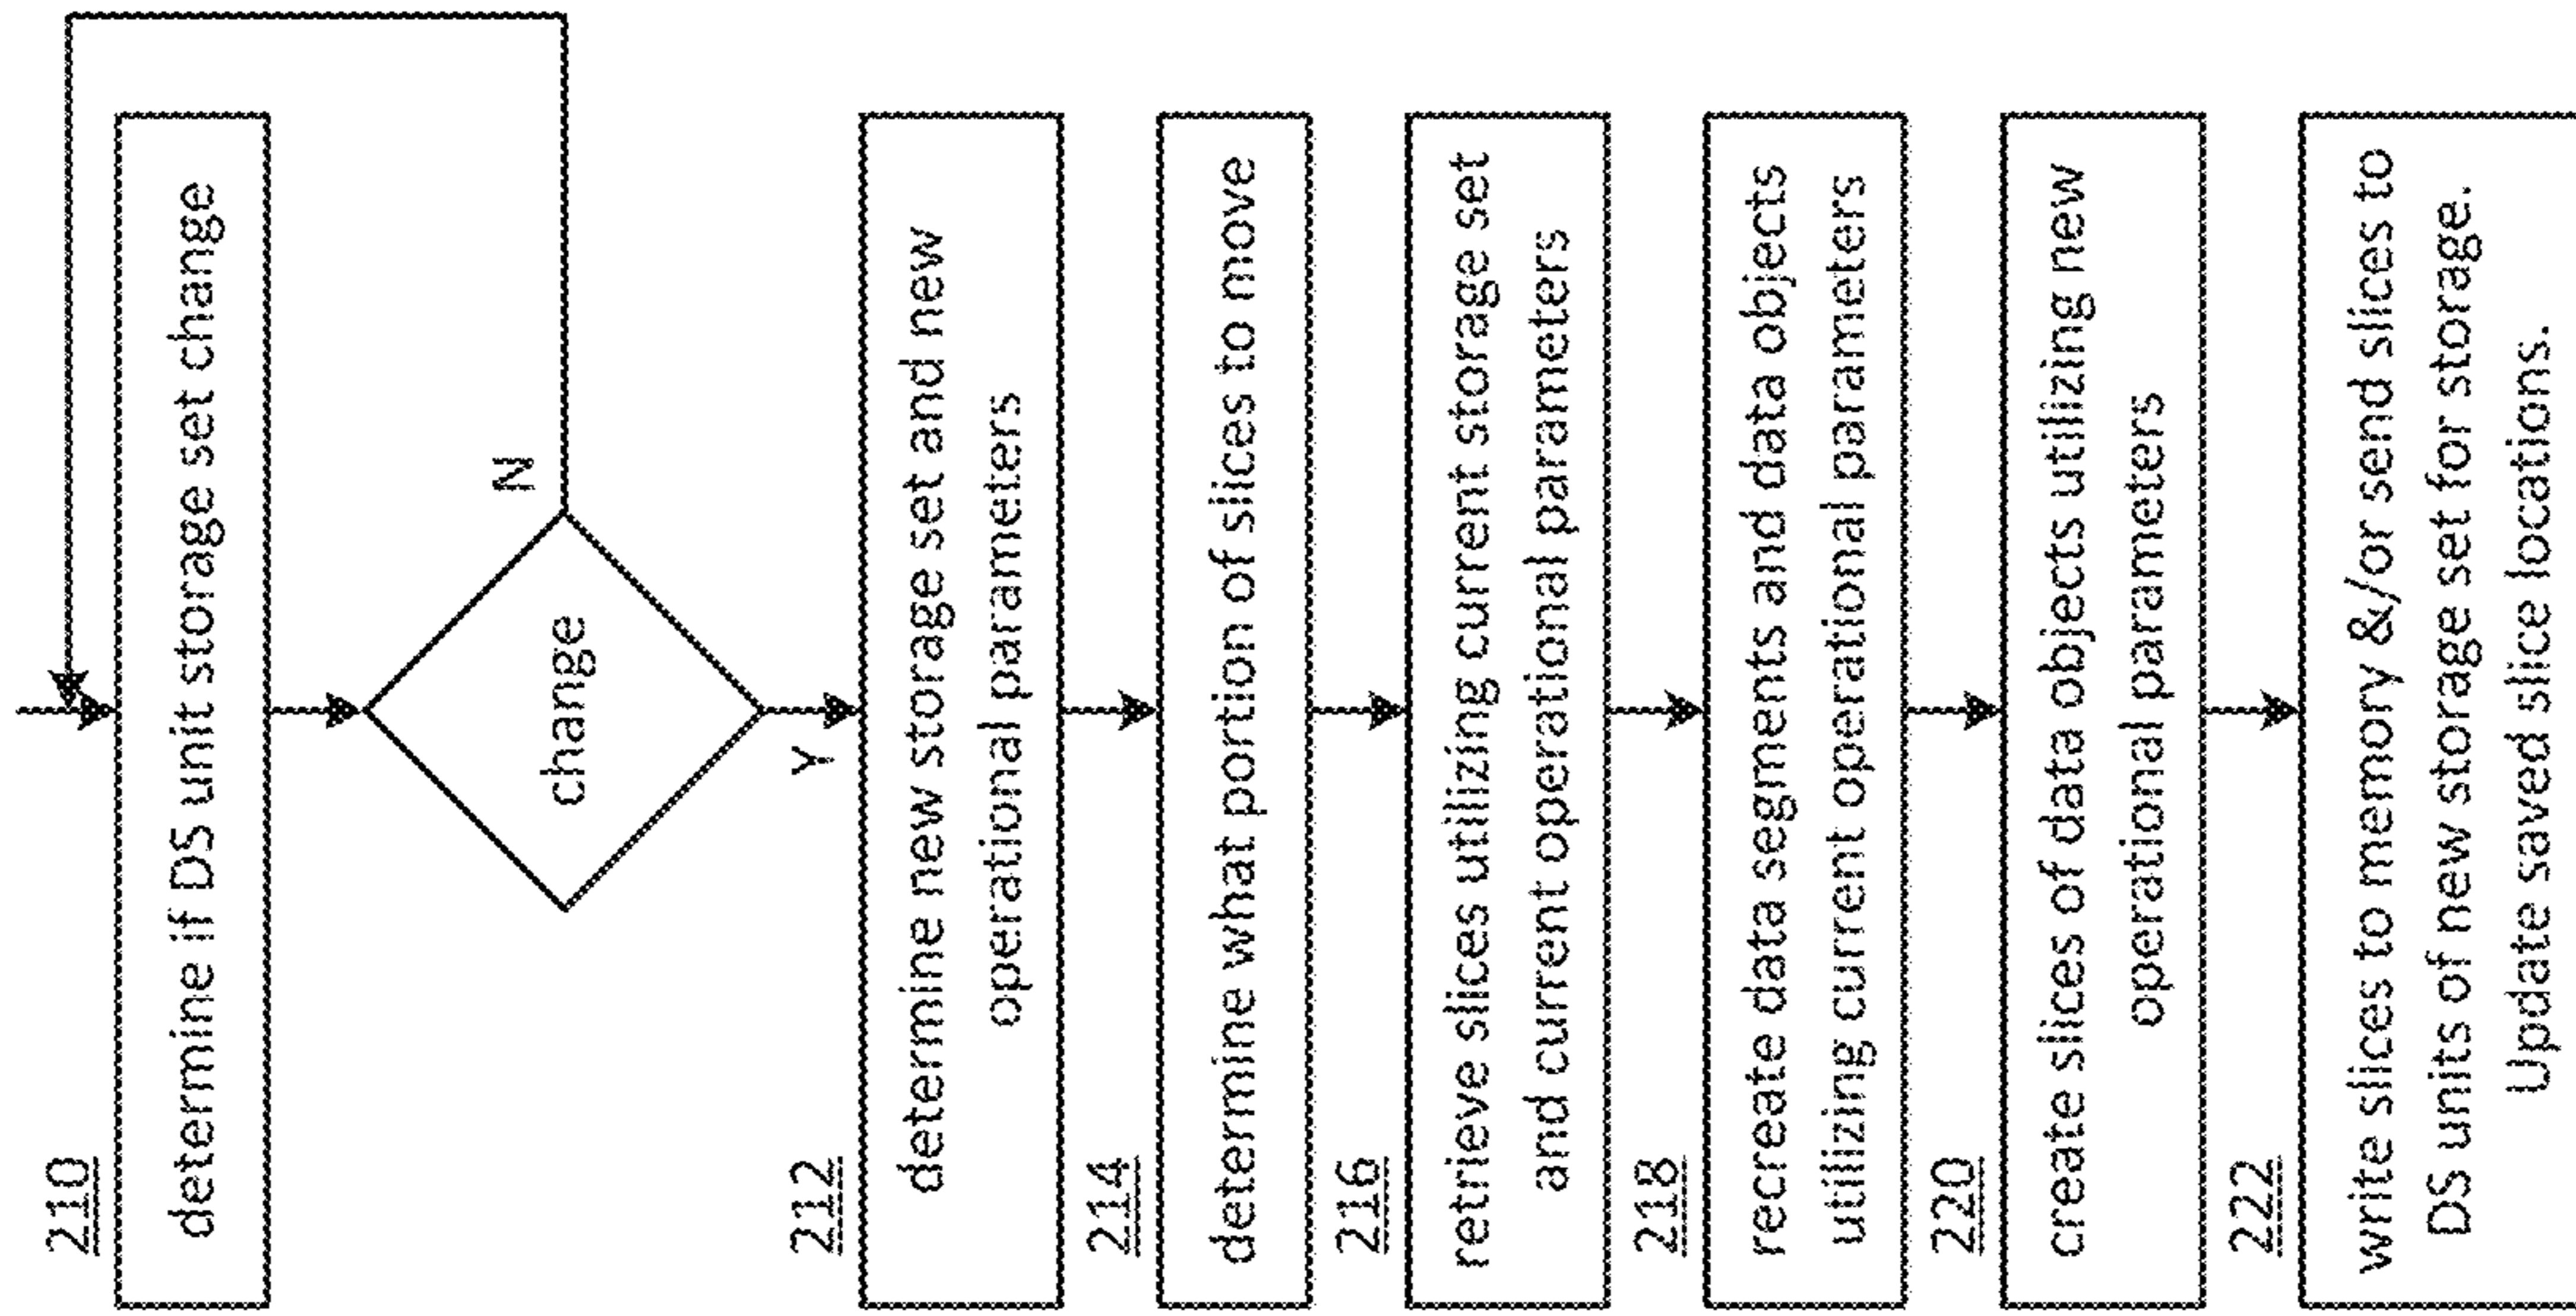 210
determine if DS unit storage set change
change
N
Y
212
determine new storage set and new
operational parameters
214
determine what portion of slices to move
216
retrieve slices utilizing current storage set
and current operational parameters
218
recreate data segments and data objects
utilizing current operational parameters
220
create slices of data objects utilizing new
operational parameters
222
write slices to memory &/or send slices to
DS units of new storage set for storage.
Update saved slice locations.